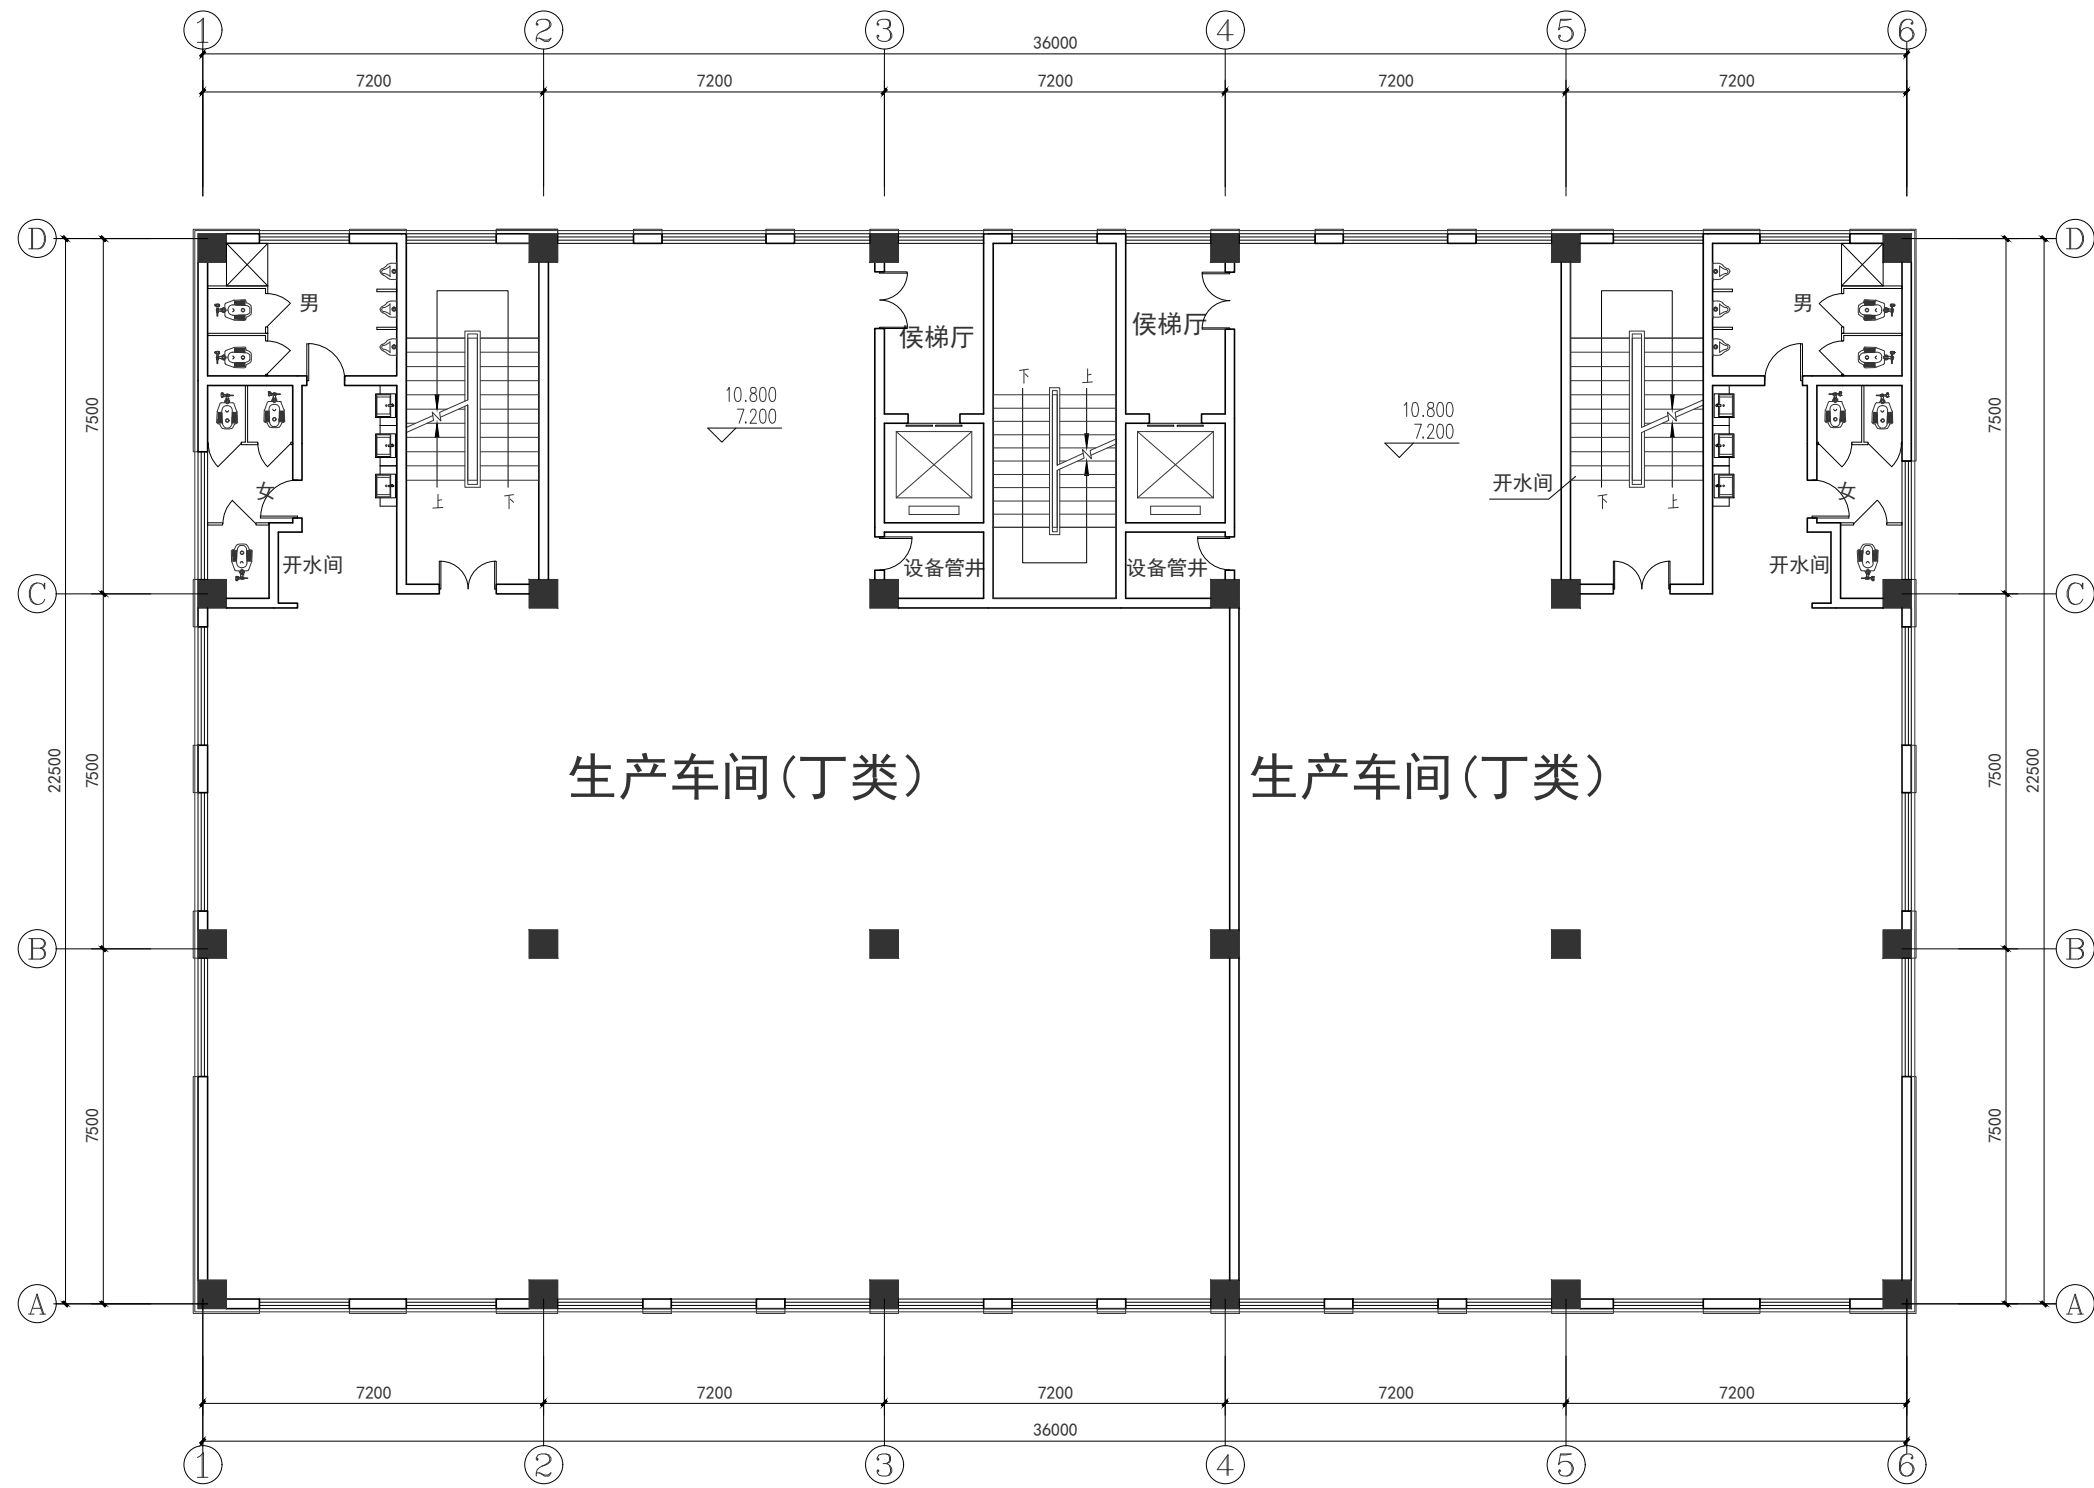 1 2 3 4 5 6
36000
7200 7200 7200 7200 7200
D D
男 男
侯梯厅 侯梯厅
下 上
10.800
7.200
10.800
7.200
7500 7500
女 女
上 下
开水间
下 上
开水间 设备管井 设备管井 开水间
C C
22500 7500 7500 22500
生产车间(丁类) 生产车间(丁类)
B B
7500 7500
A A
7200 7200 7200 7200 7200
36000
1 2 3 4 5 6